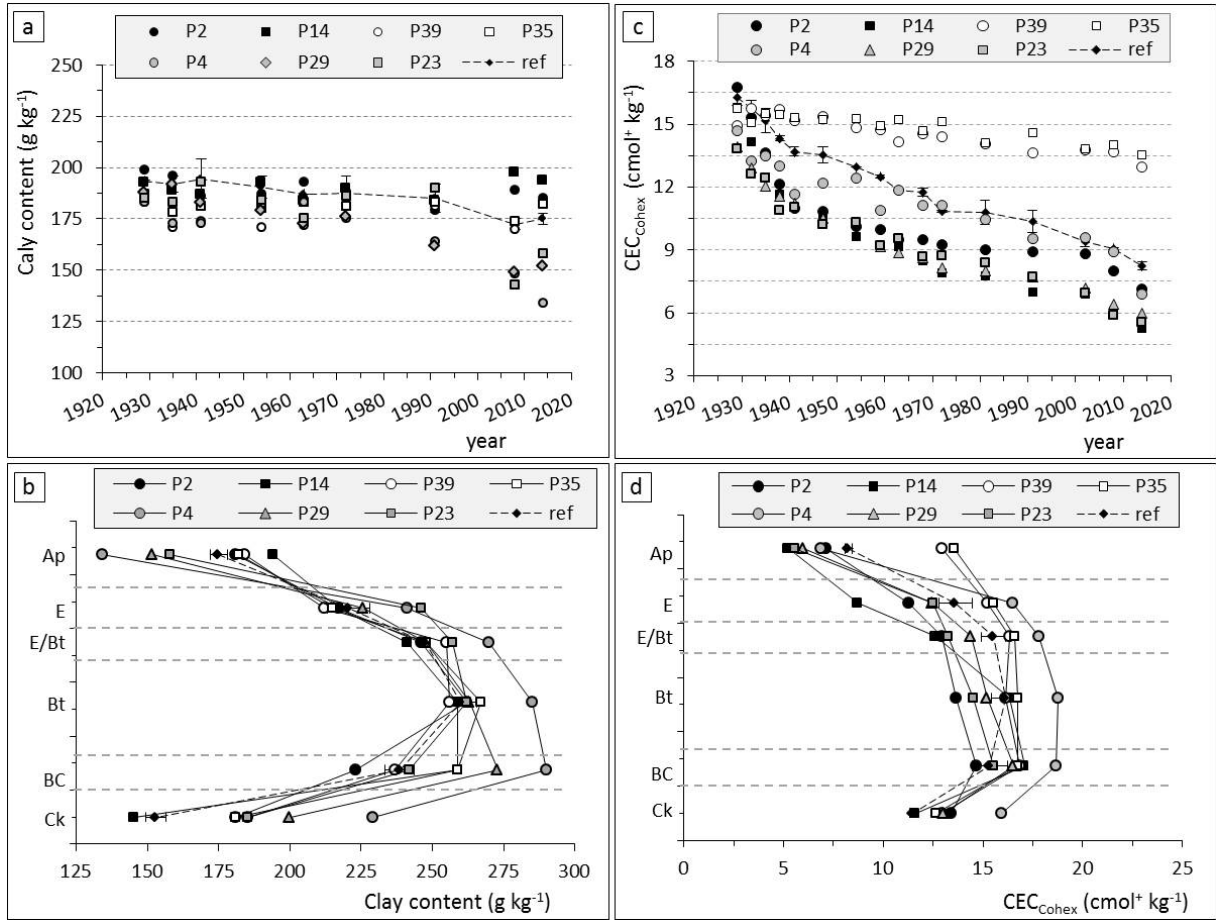 a
P2 P14 P39 P35
P4 P29 P23 ref
250
225
200
175
150
125
100
Caly content (g kg-1)
1920 1930 1940 1950 1960 1970 1980 1990 2000 2010 2020
year
c
P2 P14 P39 P35
P4 P29 P23 ref
18
15
12
9
6
3
CEC Cohex (cmol+ kg-1)
1920 1930 1940 1950 1960 1970 1980 1990 2000 2010 2020
year
b
P2 P14 P39 P35
P4 P29 P23 ref
Ap
E
E/Bt
Bt
BC
Ck
125 150 175 200 225 250 275 300
Clay content (g kg-1)
d
P2 P14 P39 P35
P4 P29 P23 ref
Ap
E
E/Bt
Bt
BC
Ck
0 5 10 15 20 25
CEC Cohex (cmol+ kg-1)